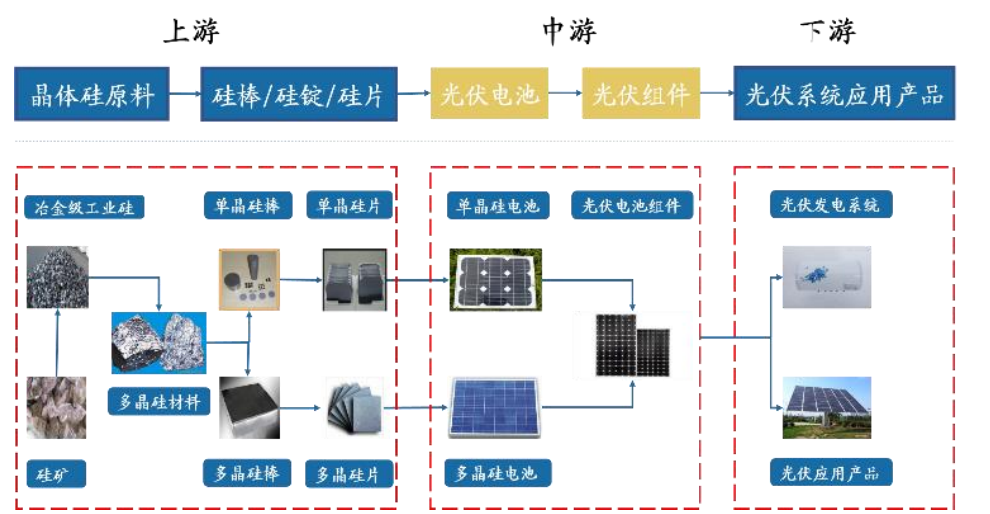 上游
中游
下游
晶体硅原料
硅棒/硅锭/硅片
光伏电池
光伏组件
光伏系统应用产品
冶金级工业硅
单晶硅棒
单晶硅片
单晶硅电池
光伏电池组件
光伏发电系统
多晶硅材料
硅矿
多晶硅棒
多晶硅片
多晶硅电池
光伏应用产品